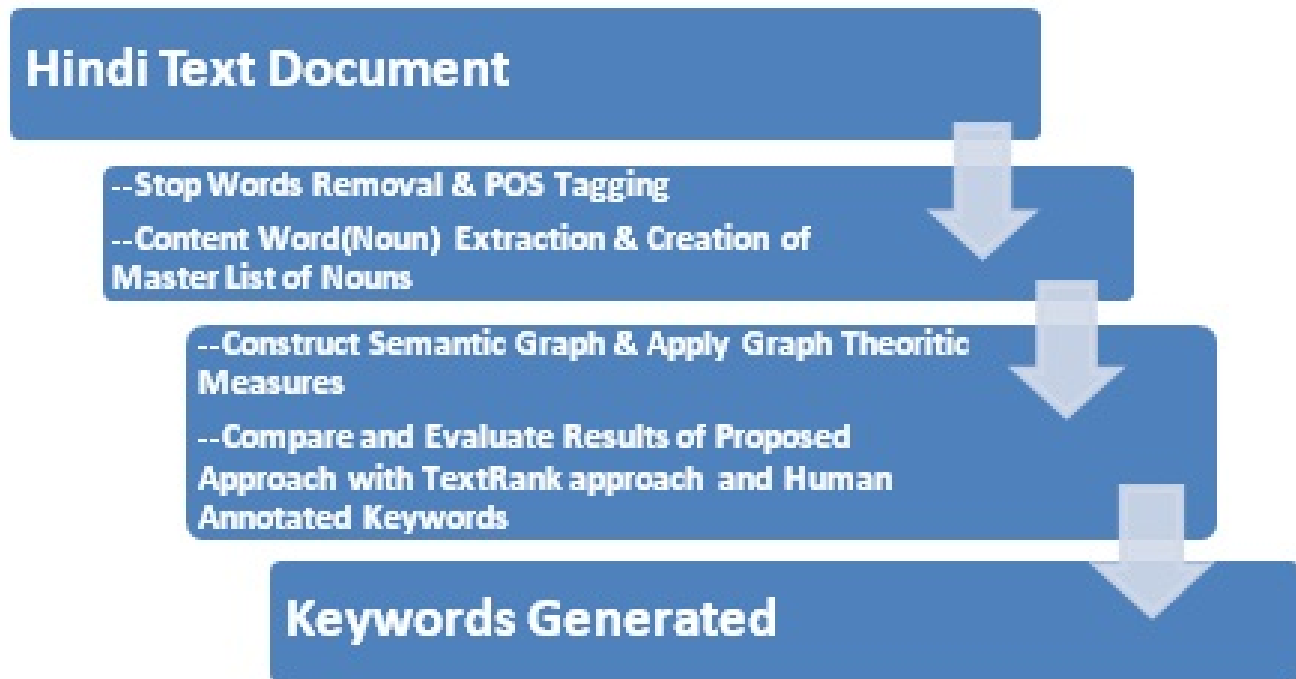 Hindi Text Document
--Stop Words Removal & POS Tagging
--Content Word(Noun) Extraction & Creation of
Master List of Nouns
--Construct Semantic Graph & Apply Graph Theoritic
Measures
--Compare and Evaluate Results of Proposed
Approach with TextRank approach and Human
Annotated Keywords
Keywords Generated